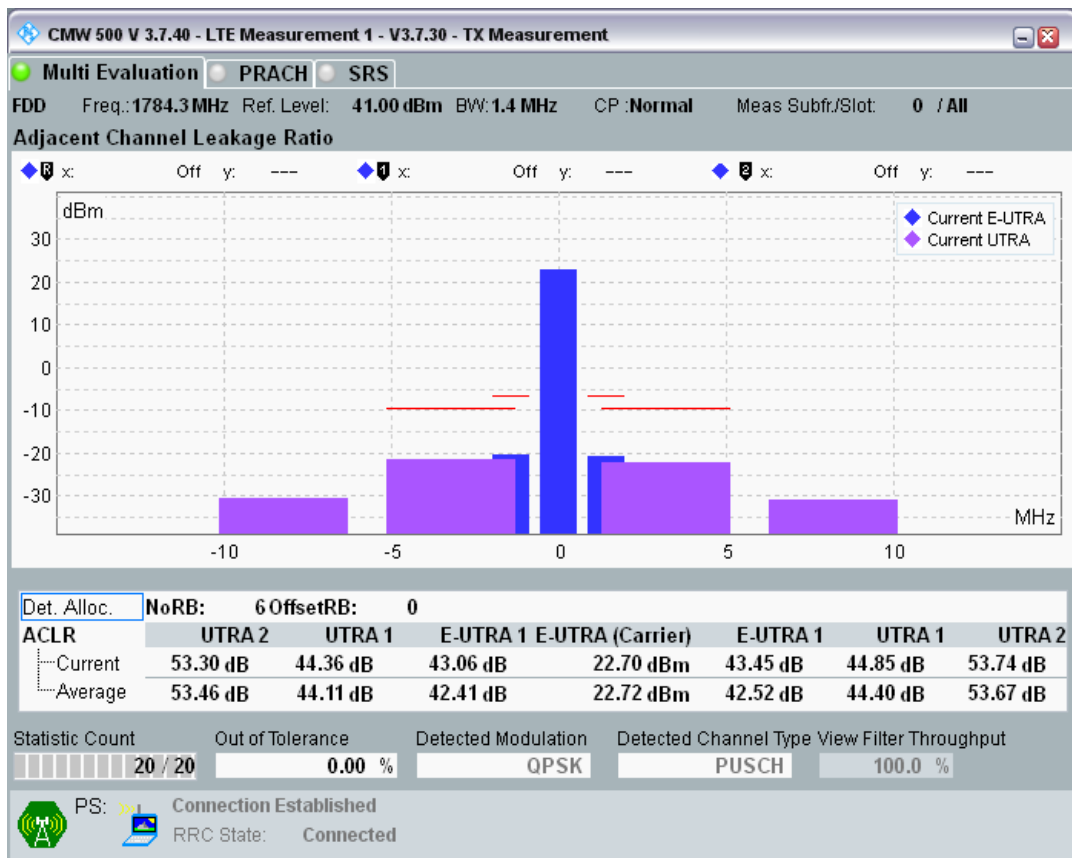 CMW 500 V 3.7.40 - LTE Measurement 1 - V3.7.30 - TX Measurement
Multi Evaluation PRACH SRS
FDD Freq.: 1784.3 MHz Ref. Level: 41.00 dBm BW: 1.4 MHz CP :Normal Meas Subfr./Slot: 0 / All
Adjacent Channel Leakage Ratio
R x: Off y: --- 1 x: Off y: --- 2 x: Off y: ---
dBm
Current E-UTRA
Current UTRA
30
20
10
0
-10
-20
-30
MHz
-10 -5 0 5 10
Det. Alloc. NoRB: 6 OffsetRB: 0
ACLR UTRA 2 UTRA 1 E-UTRA 1 E-UTRA (Carrier) E-UTRA 1 UTRA 1 UTRA 2
Current 53.30 dB 44.36 dB 43.06 dB 22.70 dBm 43.45 dB 44.85 dB 53.74 dB
Average 53.46 dB 44.11 dB 42.41 dB 22.72 dBm 42.52 dB 44.40 dB 53.67 dB
Statistic Count Out of Tolerance Detected Modulation Detected Channel Type View Filter Throughput
20 / 20 0.00 % QPSK PUSCH 100.0 %
PS: Connection Established
RRC State: Connected